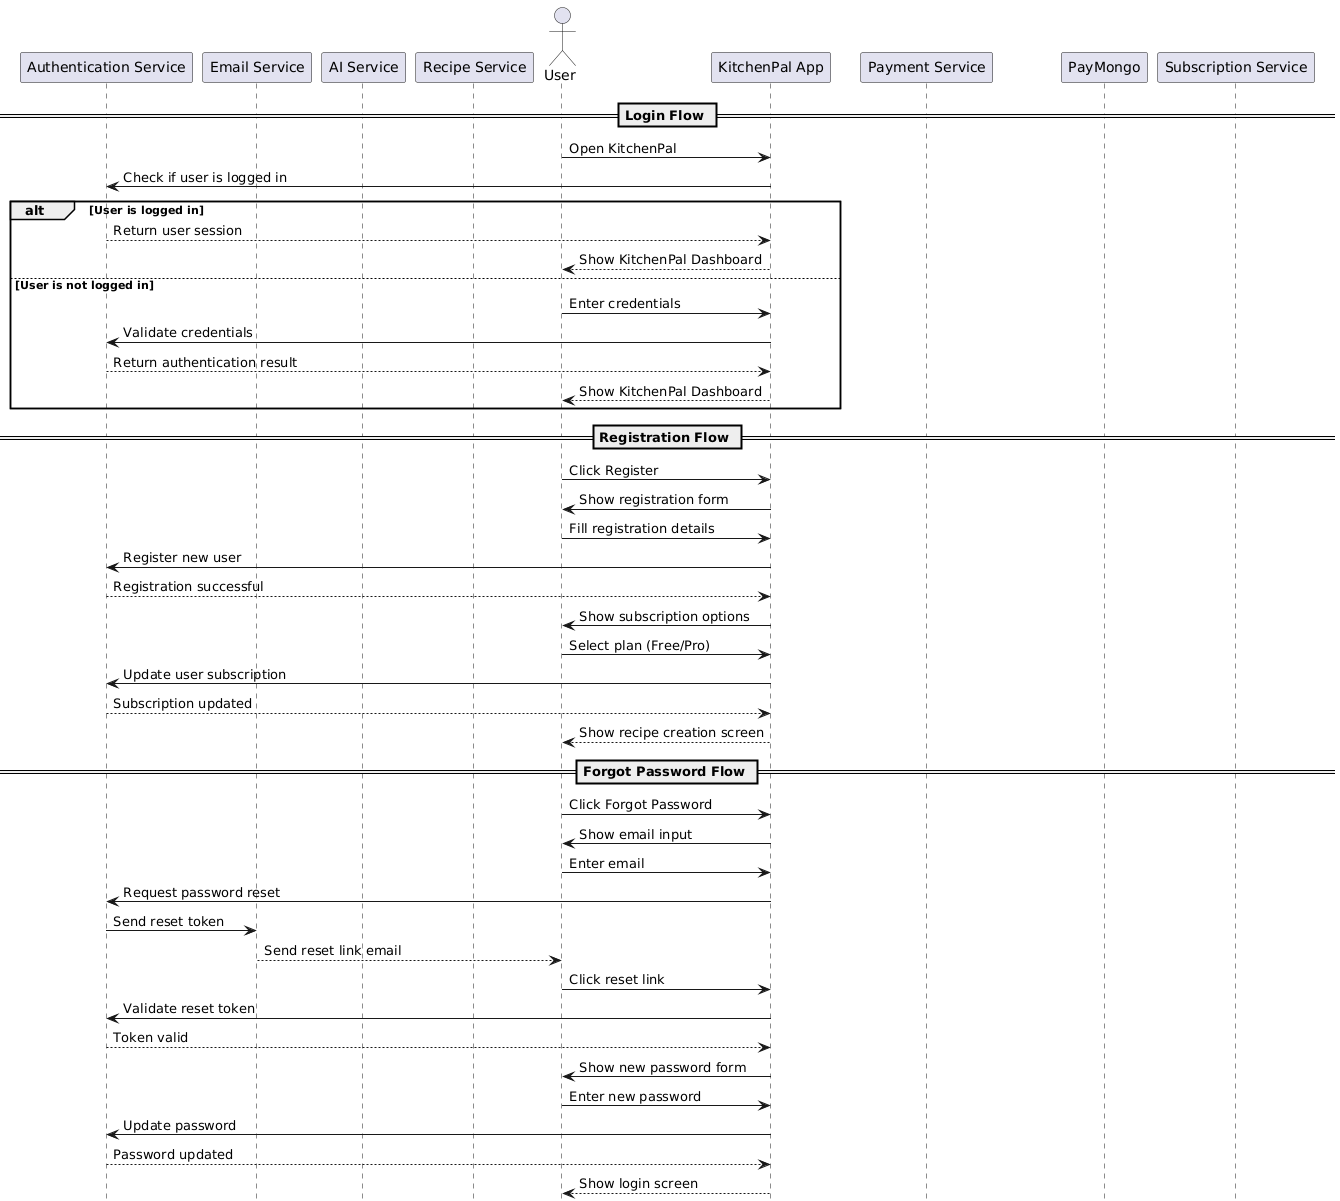 Authentication Service
Email Service
AI Service
Recipe Service
User
KitchenPal App
Payment Service
PayMongo
Subscription Service
Login Flow
Open KitchenPal
Check if user is logged in
alt
[User is logged in]
Return user session
Show KitchenPal Dashboard
[User is not logged in]
Enter credentials
Validate credentials
Return authentication result
Show KitchenPal Dashboard
Registration Flow
Click Register
Show registration form
Fill registration details
Register new user
Registration successful
Show subscription options
Select plan (Free/Pro)
Update user subscription
Subscription updated
Show recipe creation screen
Forgot Password Flow
Click Forgot Password
Show email input
Enter email
Request password reset
Send reset token
Send reset link email
Click reset link
Validate reset token
Token valid
Show new password form
Enter new password
Update password
Password updated
Show login screen